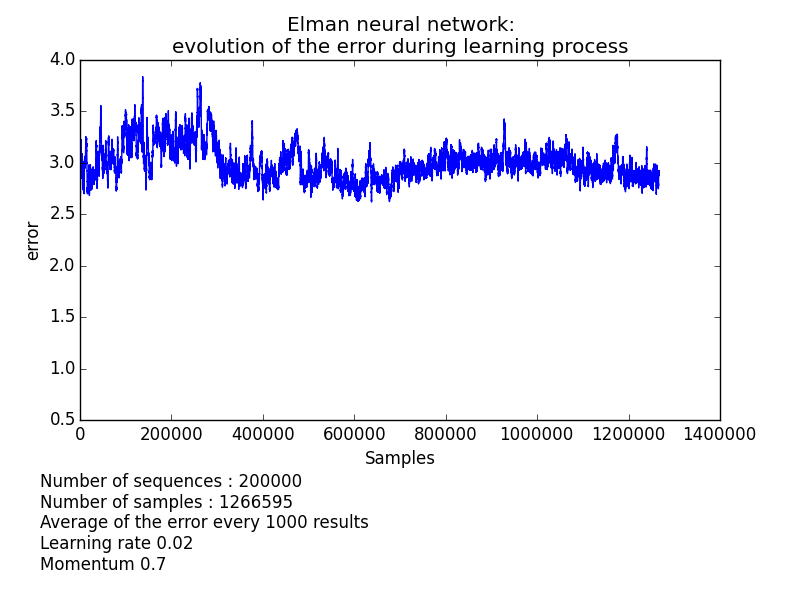 Elman neural network:
evolution of the error during learning process
4.0
3.5
3.0
2.5
2.0
1.5
1.0
0.5
error
0 200000 400000 600000 800000 1000000 1200000 1400000
Samples
Number of sequences : 200000
Number of samples : 1266595
Average of the error every 1000 results
Learning rate 0.02
Momentum 0.7